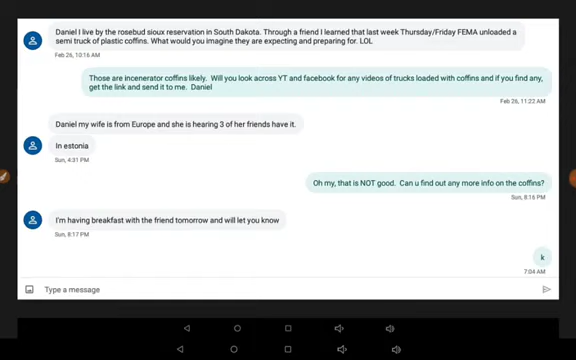 Daniel I live by the rosebud sioux reservation in South Dakota. Through a friend I learned that last week Thursday/Friday FEMA unloaded a
semi truck of plastic coffins. What would you imagine they are expecting and preparing for. LOL
Feb 26, 10:16 AM
Those are incenerator coffins likely. Will you look across YT and facebook for any videos of trucks loaded with coffins and if you find any,
get the link and send it to me. Daniel
Feb 26, 11:22 AM
Daniel my wife is from Europe and she is hearing 3 of her friends have it.
In estonia
Sun, 4:31 PM
Oh my, that is NOT good. Can u find out any more info on the coffins?
Sun, 8:16 PM
I'm having breakfast with the friend tomorrow and will let you know
Sun, 8:17 PM
k
7:04 AM
Type a message